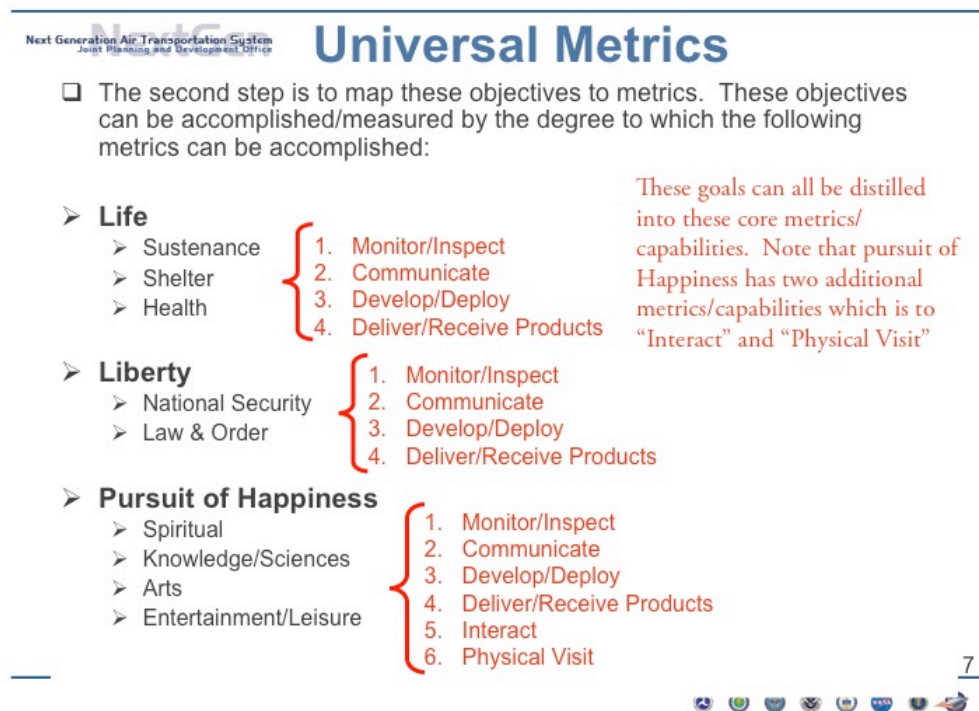 Next Generation Air Transportation System
Joint Planning and Development Office
NextGen
Universal Metrics
The second step is to map these objectives to metrics. These objectives
can be accomplished/measured by the degree to which the following
metrics can be accomplished:
These goals can all be distilled
into these core metrics/
capabilities. Note that pursuit of
Happiness has two additional
metrics/capabilities which is to
“Interact” and “Physical Visit”
Life
Sustenance
Shelter
Health
1. Monitor/Inspect
2. Communicate
3. Develop/Deploy
4. Deliver/Receive Products
Liberty
National Security
Law & Order
1. Monitor/Inspect
2. Communicate
3. Develop/Deploy
4. Deliver/Receive Products
Pursuit of Happiness
Spiritual
Knowledge/Sciences
Arts
Entertainment/Leisure
1. Monitor/Inspect
2. Communicate
3. Develop/Deploy
4. Deliver/Receive Products
5. Interact
6. Physical Visit
7